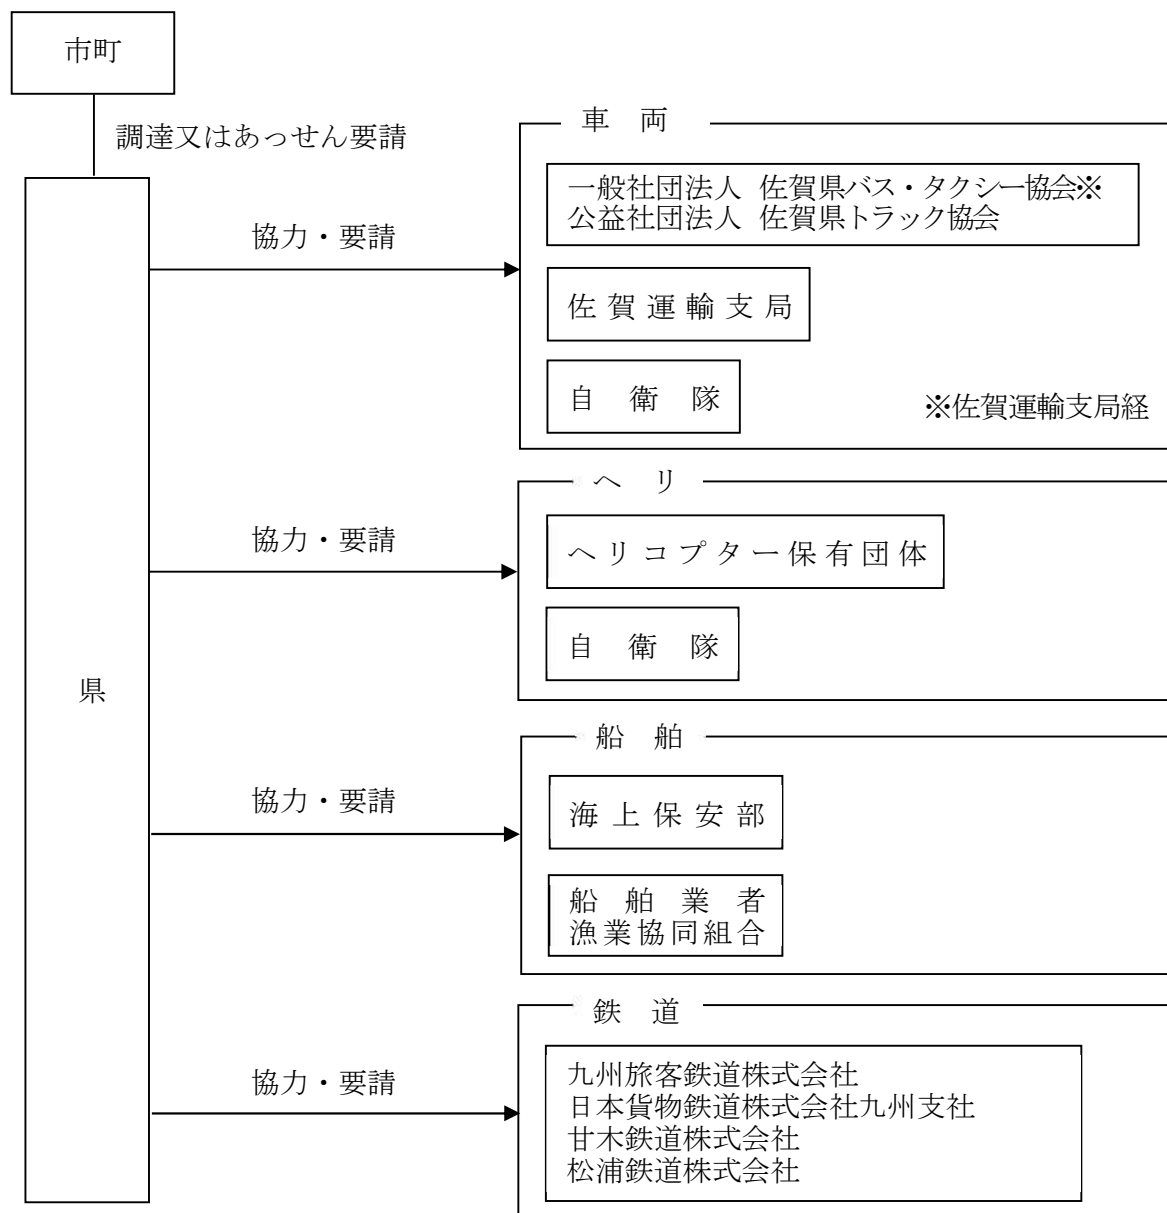 市町
調達又はあっせん要請
県
協力・要請
車 両
一般社団法人 佐賀県バス・タクシー協会※
公益社団法人 佐賀県トラック協会
佐賀運輸支局
自 衛 隊
※佐賀運輸支局経
協力・要請
ヘ リ
ヘリコプター保有団体
自 衛 隊
協力・要請
船 舶
海上保安部
船 舶 業 者
漁業協同組合
協力・要請
鉄 道
九州旅客鉄道株式会社
日本貨物鉄道株式会社九州支社
甘木鉄道株式会社
松浦鉄道株式会社